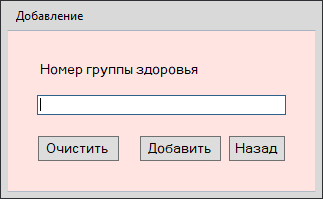 Добавление
Номер группы здоровья
Очистить Добавить Назад